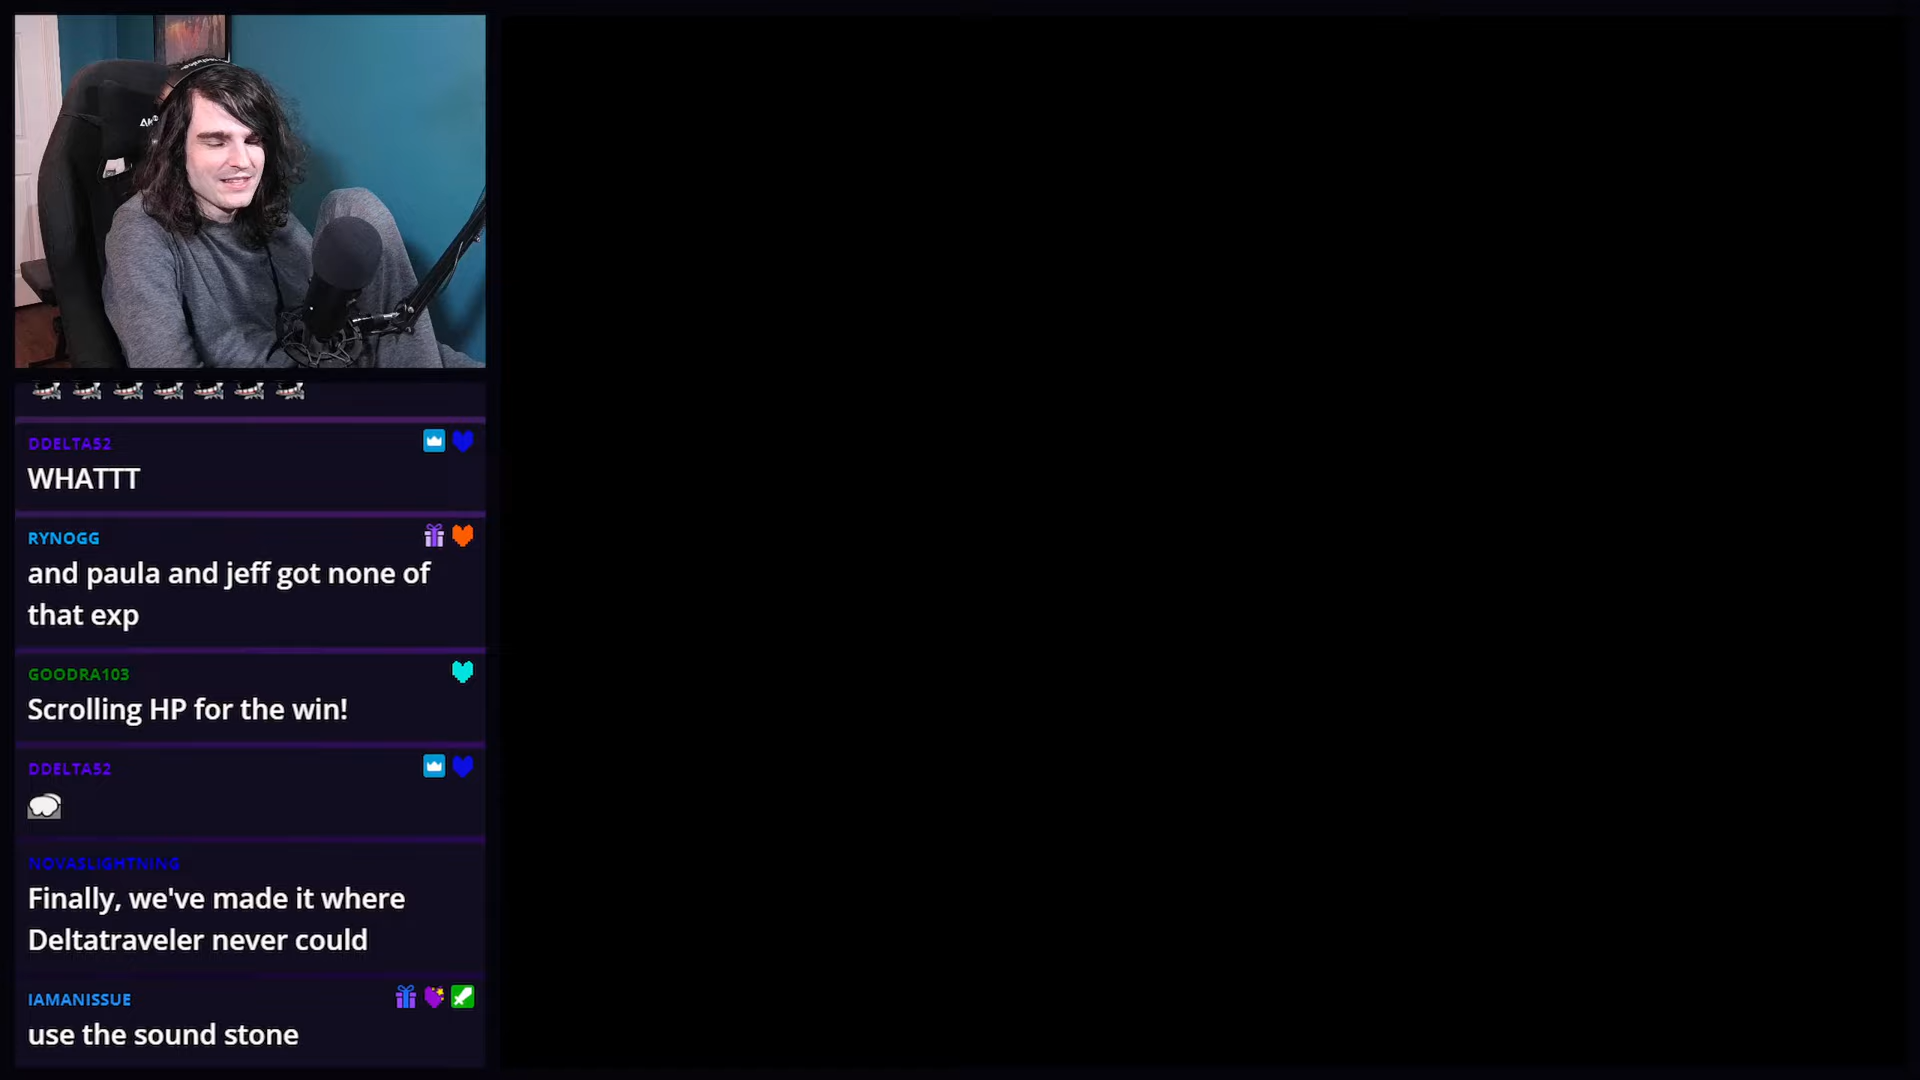 DDELTA52
WHATTT
RYNOGG
and paula and jeff got none of
that exp
GOODRA103
Scrolling HP for the win!
DDELTA52
NOVASLIGHTNING
Finally, we've made it where
Deltatraveler never could
IAMANISSUE
use the sound stone